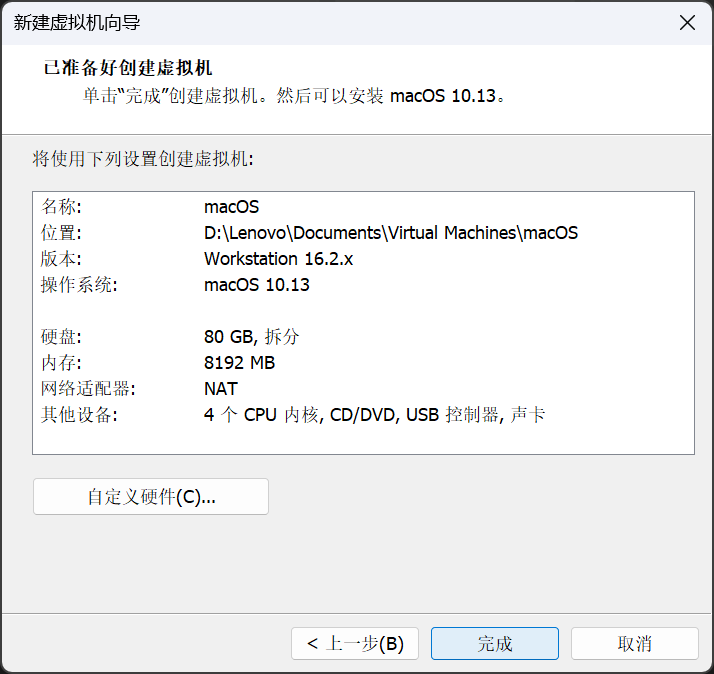 新建虚拟机向导
已准备好创建虚拟机
单击“完成”创建虚拟机。然后可以安装 macOS 10.13。
将使用下列设置创建虚拟机:
名称: macOS
位置: D:\Lenovo\Documents\Virtual Machines\macOS
版本: Workstation 16.2.x
操作系统: macOS 10.13
硬盘: 80 GB, 拆分
内存: 8192 MB
网络适配器: NAT
其他设备: 4 个 CPU 内核, CD/DVD, USB 控制器, 声卡
自定义硬件(C)...
< 上一步(B) 完成 取消